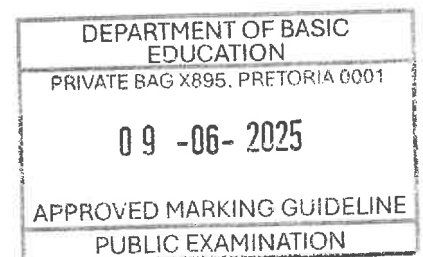 DEPARTMENT OF BASIC
EDUCATION
PRIVATE BAG X895, PRETORIA 0001
09 -06- 2025
APPROVED MARKING GUIDELINE
PUBLIC EXAMINATION